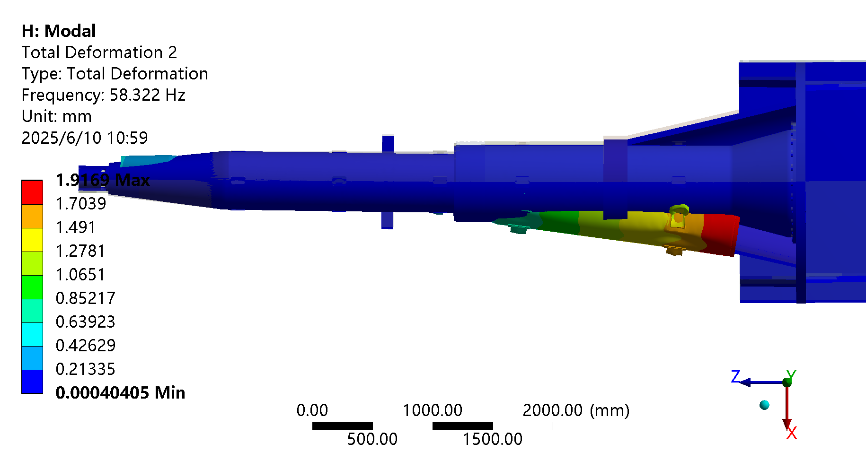 H: Modal
Total Deformation 2
Type: Total Deformation
Frequency: 58.322 Hz
Unit: mm
2025/6/10 10:59
1.9169 Max
1.7039
1.491
1.2781
1.0651
0.85217
0.63923
0.42629
0.21335
0.00040405 Min
0.00 1000.00 2000.00 (mm)
500.00 1500.00
Z Y
X